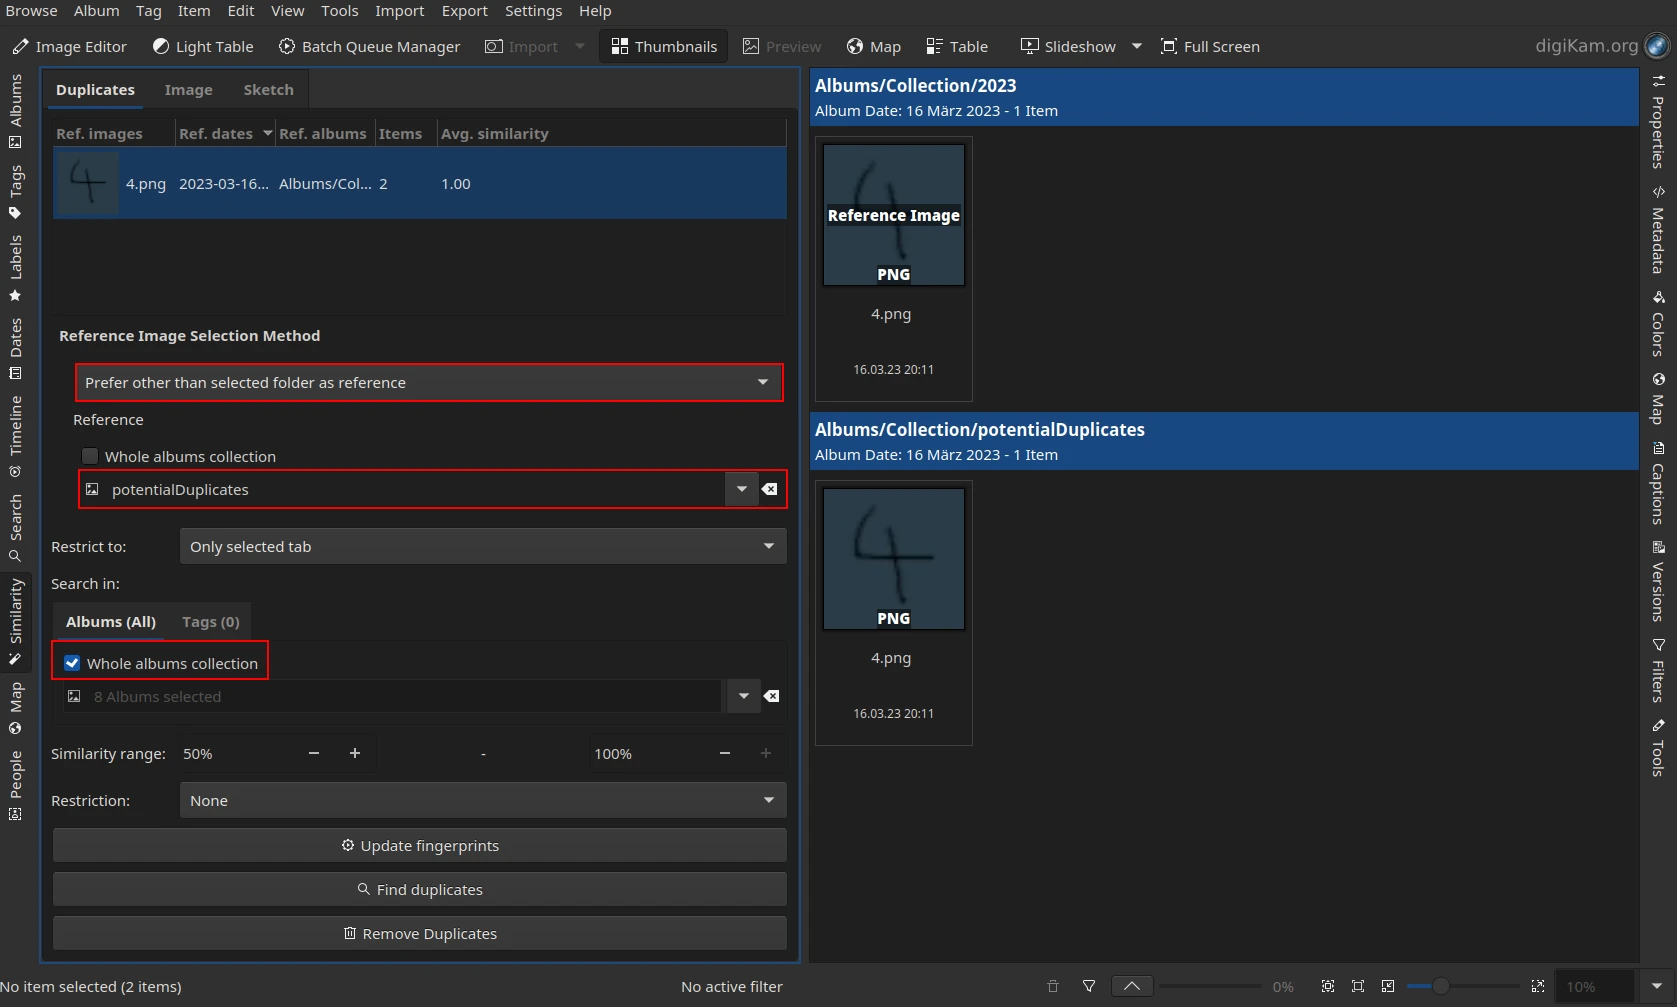 Browse Album Tag Item Edit View Tools Import Export Settings Help
Image Editor Light Table Batch Queue Manager Import Thumbnails Preview Map Table Slideshow Full Screen digiKam.org
Albums
Tags
Labels
Dates
Timeline
Search
Similarity
Map
People
Duplicates Image Sketch
Ref. images Ref. dates Ref. albums Items Avg. similarity
4.png 2023-03-16... Albums/Col... 2 1.00
Reference Image Selection Method
Prefer other than selected folder as reference
Reference
Whole albums collection
potentialDuplicates
Restrict to: Only selected tab
Search in:
Albums (All) Tags (0)
Whole albums collection
8 Albums selected
Similarity range: 50% - 100%
Restriction: None
Update fingerprints
Find duplicates
Remove Duplicates
Albums/Collection/2023
Album Date: 16 März 2023 - 1 Item
4
Reference Image
PNG
4.png
16.03.23 20:11
Albums/Collection/potentialDuplicates
Album Date: 16 März 2023 - 1 Item
4
PNG
4.png
16.03.23 20:11
Properties
Metadata
Colors
Map
Captions
Versions
Filters
Tools
No item selected (2 items) No active filter 0% 10%